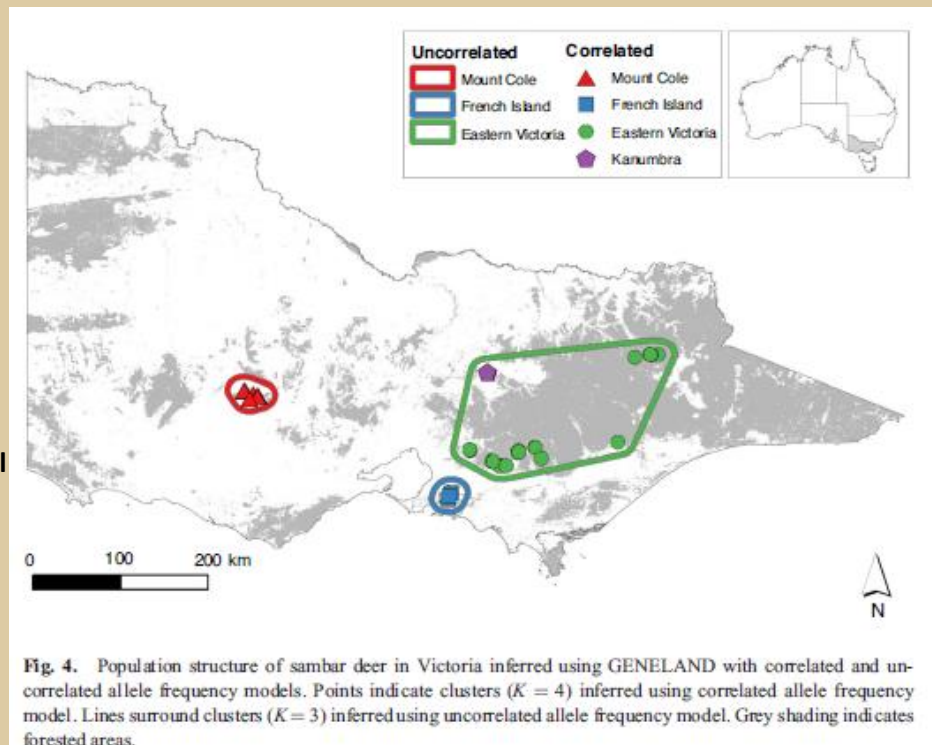 Uncorrelated
Mount Cole
French Island
Eastern Victoria
Correlated
Mount Cole
French Island
Eastern Victoria
Kanumbra
l
0 100 200 km
N
Fig. 4. Population structure of sambar deer in Victoria inferred using GENELAND with correlated and un-
correlated allele frequency models. Points indicate clusters (K = 4) inferred using correlated allele frequency
model. Lines surround clusters (K = 3) inferred using uncorrelated allele frequency model. Grey shading indicates
forested areas.